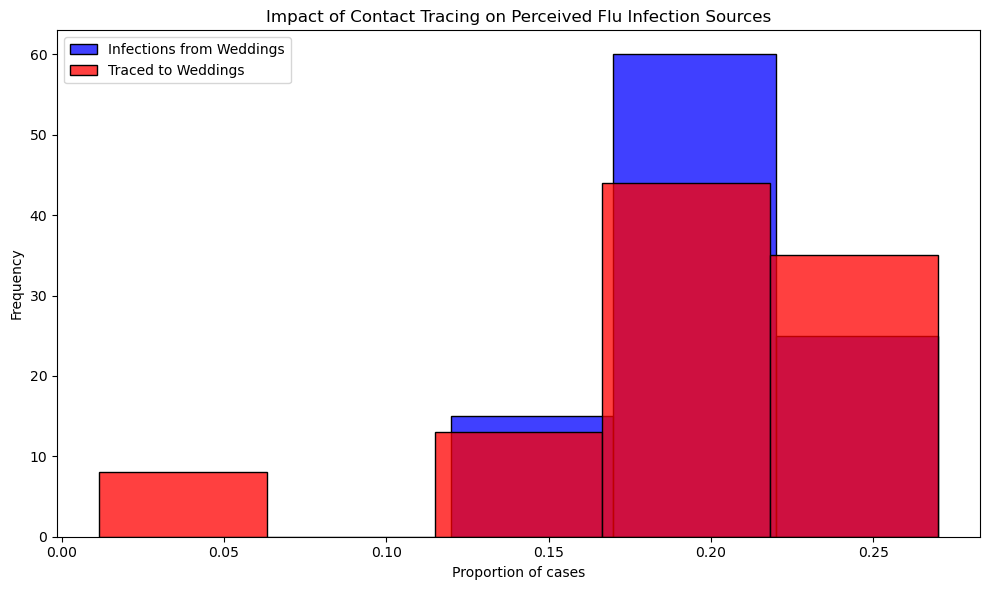 Impact of Contact Tracing on Perceived Flu Infection Sources
Infections from Weddings
Traced to Weddings
60
50
40
30
20
10
0
Frequency
0.00 0.05 0.10 0.15 0.20 0.25
Proportion of cases